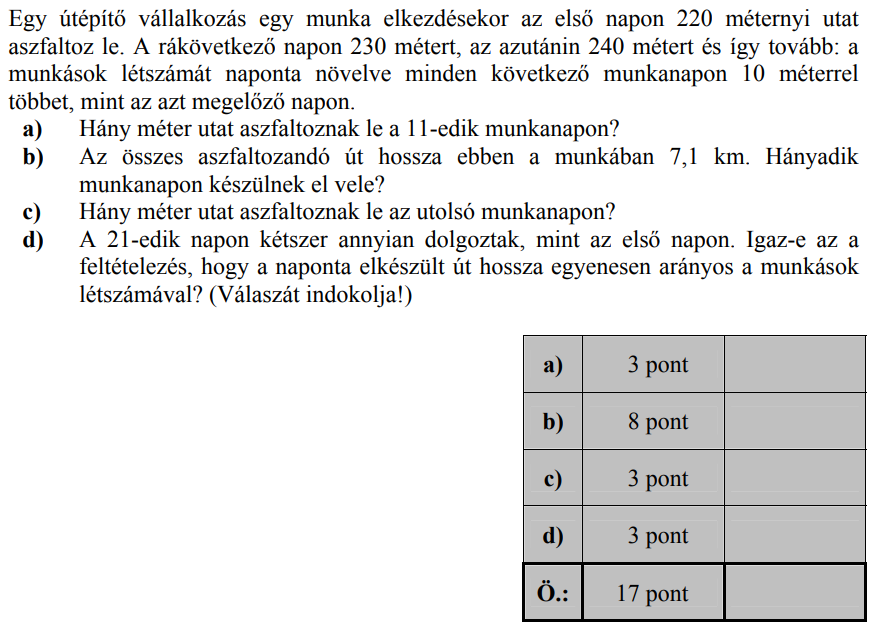 Egy útépítő vállalkozás egy munka elkezdésekor az első napon 220 méternyi utat
aszfaltoz le. A rákövetkező napon 230 métert, az azutánin 240 métert és így tovább: a
munkások létszámát naponta növelve minden következő munkanapon 10 méterrel
többet, mint az azt megelőző napon.
a) Hány méter utat aszfaltoznak le a 11-edik munkanapon?
b) Az összes aszfaltozandó út hossza ebben a munkában 7,1 km. Hányadik
munkanapon készülnek el vele?
c) Hány méter utat aszfaltoznak le az utolsó munkanapon?
d) A 21-edik napon kétszer annyian dolgoztak, mint az első napon. Igaz-e az a
feltételezés, hogy a naponta elkészült út hossza egyenesen arányos a munkások
létszámával? (Válaszát indokolja!)
a) 3 pont
b) 8 pont
c) 3 pont
d) 3 pont
Ö.: 17 pont